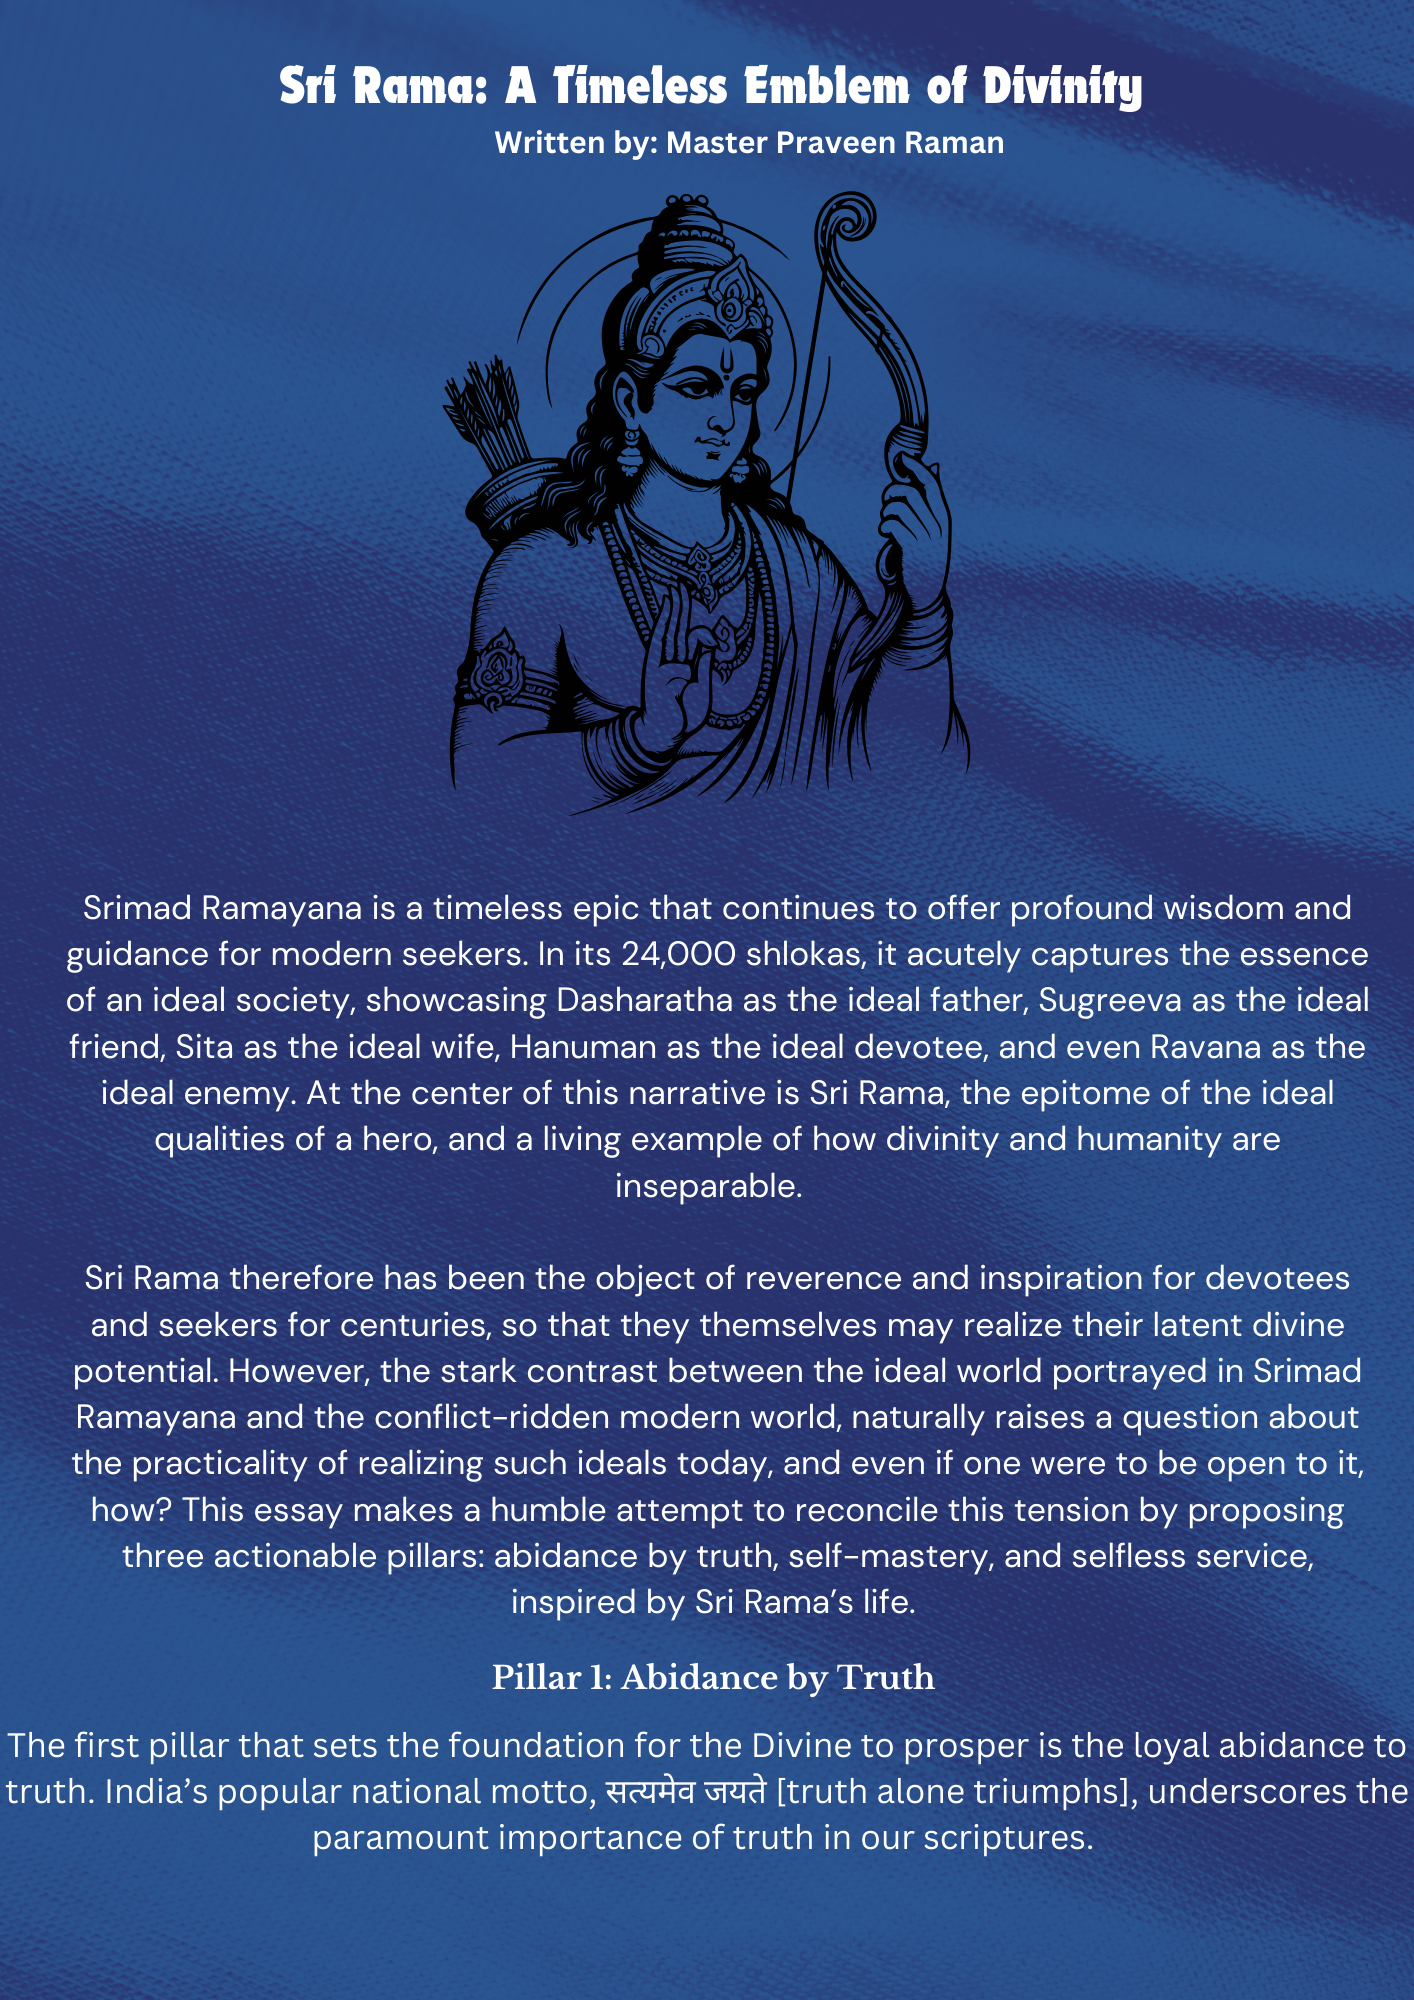 Sri Rama: A Timeless Emblem of Divinity
Written by: Master Praveen Raman
Srimad Ramayana is a timeless epic that continues to offer profound wisdom and
guidance for modern seekers. In its 24,000 shlokas, it acutely captures the essence
of an ideal society, showcasing Dasharatha as the ideal father, Sugreeva as the ideal
friend, Sita as the ideal wife, Hanuman as the ideal devotee, and even Ravana as the
ideal enemy. At the center of this narrative is Sri Rama, the epitome of the ideal
qualities of a hero, and a living example of how divinity and humanity are
inseparable.
Sri Rama therefore has been the object of reverence and inspiration for devotees
and seekers for centuries, so that they themselves may realize their latent divine
potential. However, the stark contrast between the ideal world portrayed in Srimad
Ramayana and the conflict-ridden modern world, naturally raises a question about
the practicality of realizing such ideals today, and even if one were to be open to it,
how? This essay makes a humble attempt to reconcile this tension by proposing
three actionable pillars: abidance by truth, self-mastery, and selfless service,
inspired by Sri Rama’s life.
Pillar 1: Abidance by Truth
The first pillar that sets the foundation for the Divine to prosper is the loyal abidance to
truth. India’s popular national motto, सत्यमेव जयते [truth alone triumphs], underscores the
paramount importance of truth in our scriptures.